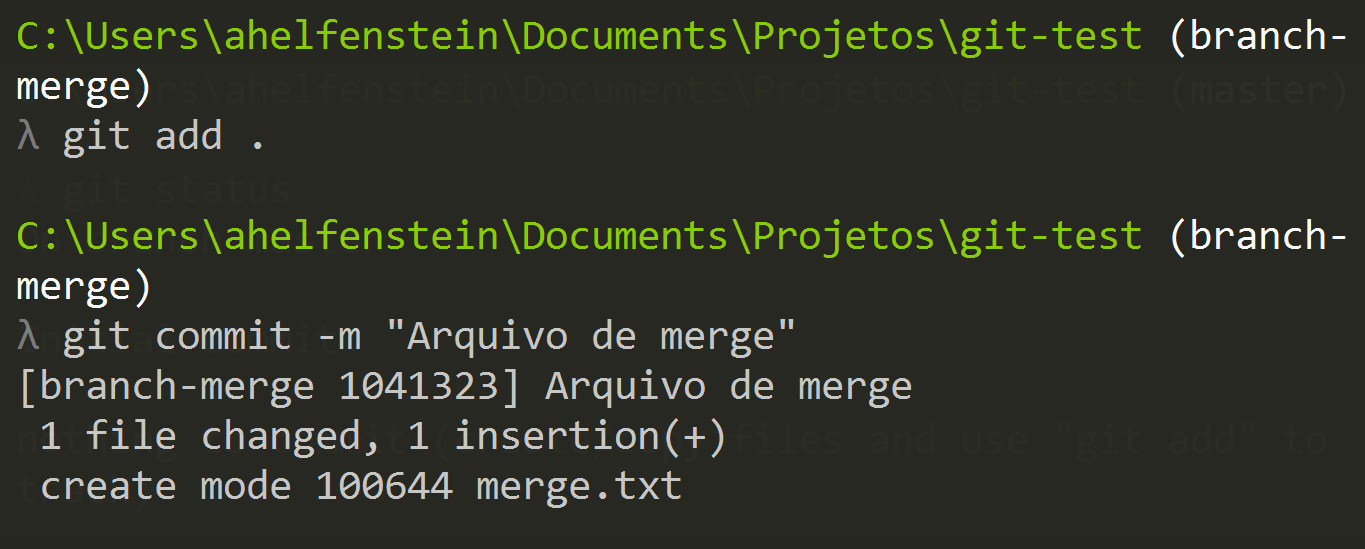 C:\Users\ahelfenstein\Documents\Projetos\git-test (branch-
merge)
λ git add .
C:\Users\ahelfenstein\Documents\Projetos\git-test (branch-
merge)
λ git commit -m "Arquivo de merge"
[branch-merge 1041323] Arquivo de merge
 1 file changed, 1 insertion(+)
 create mode 100644 merge.txt